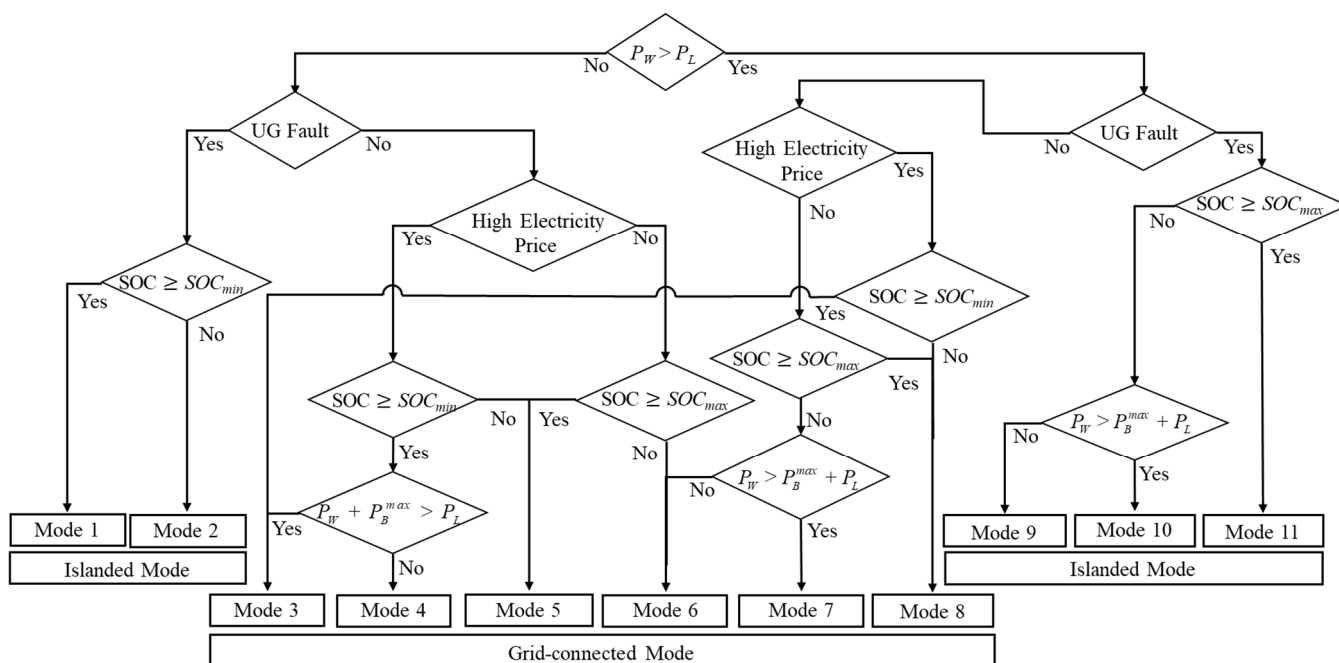 P_W > P_L
No
Yes
UG Fault
Yes
No
UG Fault
No
Yes
High Electricity
Price
Yes
No
High Electricity
Price
Yes
No
SOC ≥ SOC_max
No
Yes
SOC ≥ SOC_min
Yes
No
SOC ≥ SOC_min
Yes
No
SOC ≥ SOC_max
Yes
No
SOC ≥ SOC_min
No
Yes
SOC ≥ SOC_max
Yes
No
P_W > P_B^max + P_L
No
Yes
P_W > P_B^max + P_L
No
Yes
P_W + P_B^max > P_L
Yes
No
Mode 1
Mode 2
Islanded Mode
Mode 9
Mode 10
Mode 11
Islanded Mode
Mode 3
Mode 4
Mode 5
Mode 6
Mode 7
Mode 8
Grid-connected Mode